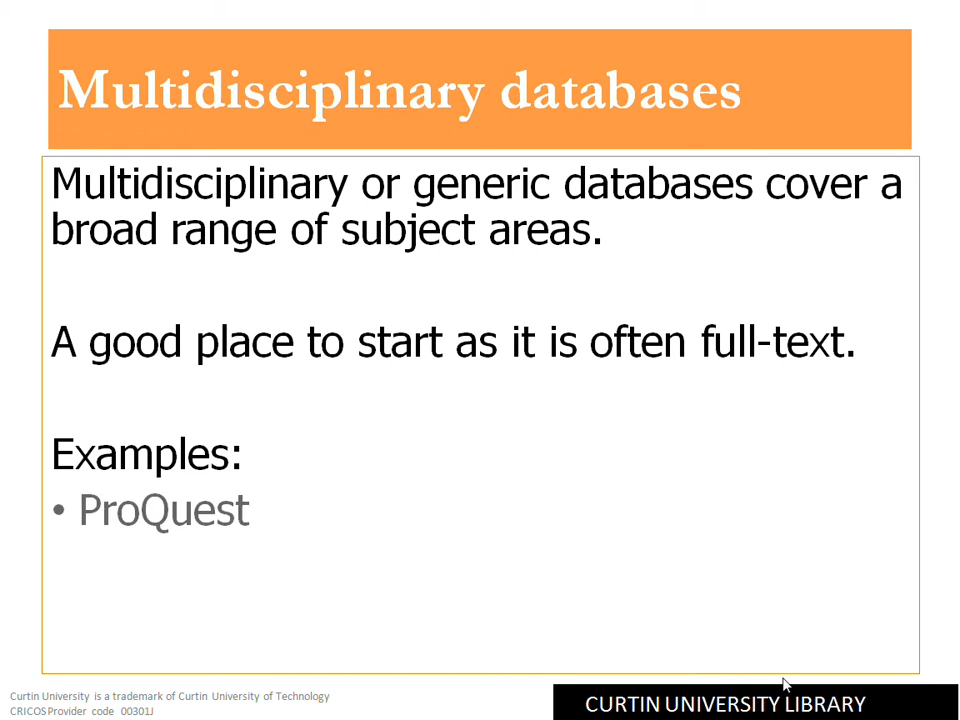 Multidisciplinary databases
Multidisciplinary or generic databases cover a
broad range of subject areas.
A good place to start as it is often full-text.
Examples:
• ProQuest
Curtin University is a trademark of Curtin University of Technology
CRICOS Provider code 00301J
CURTIN UNIVERSITY LIBRARY